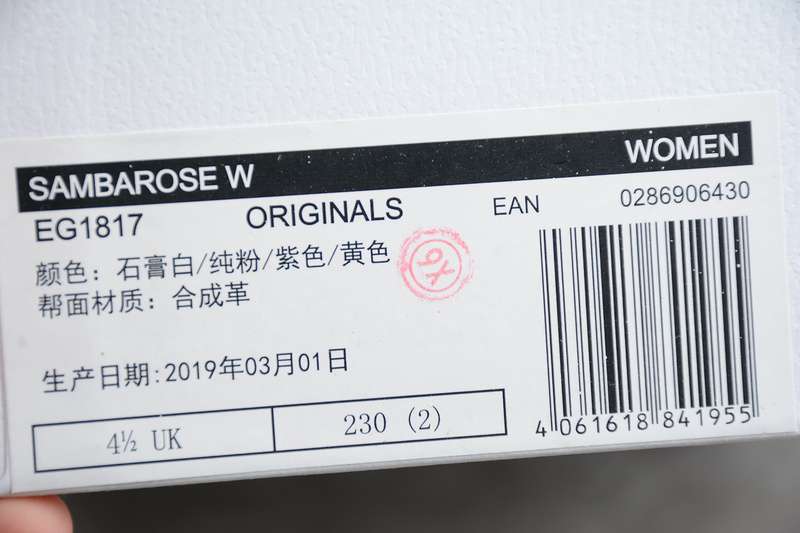 SAMBAROSE W WOMEN
EG1817 ORIGINALS EAN 0286906430
颜色：石膏白/纯粉/紫色/黄色
帮面材质：合成革
生产日期:2019年03月01日
4½ UK 230 (2)
4 061618 841955